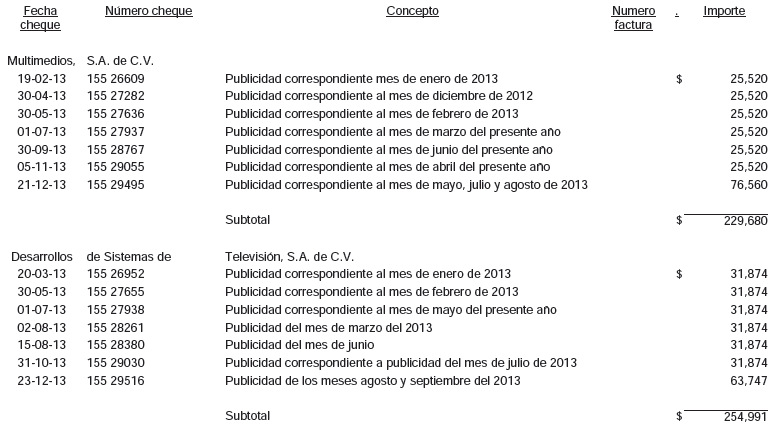 Fecha cheque Número cheque Concepto Numero factura . Importe
Multimedios, S.A. de C.V.
19-02-13 155 26609 Publicidad correspondiente mes de enero de 2013 $ 25,520
30-04-13 155 27282 Publicidad correspondiente al mes de diciembre de 2012 25,520
30-05-13 155 27636 Publicidad correspondiente al mes de febrero de 2013 25,520
01-07-13 155 27937 Publicidad correspondiente al mes de marzo del presente año 25,520
30-09-13 155 28767 Publicidad correspondiente al mes de junio del presente año 25,520
05-11-13 155 29055 Publicidad correspondiente al mes de abril del presente año 25,520
21-12-13 155 29495 Publicidad correspondiente al mes de mayo, julio y agosto de 2013 76,560
Subtotal $ 229,680
Desarrollos de Sistemas de Televisión, S.A. de C.V.
20-03-13 155 26952 Publicidad correspondiente al mes de enero de 2013 $ 31,874
30-05-13 155 27655 Publicidad correspondiente al mes de febrero de 2013 31,874
01-07-13 155 27938 Publicidad correspondiente al mes de mayo del presente año 31,874
02-08-13 155 28261 Publicidad del mes de marzo del 2013 31,874
15-08-13 155 28380 Publicidad del mes de junio 31,874
31-10-13 155 29030 Publicidad correspondiente a publicidad del mes de julio de 2013 31,874
23-12-13 155 29516 Publicidad de los meses agosto y septiembre del 2013 63,747
Subtotal $ 254,991